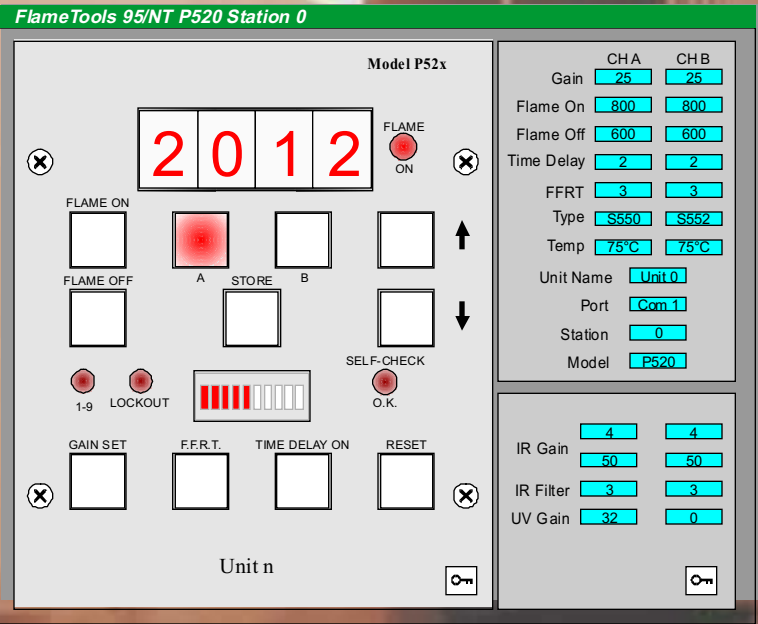 FlameTools 95/NT P520 Station 0
Model P52x
2012
FLAME
ON
FLAME ON
A
B
FLAME OFF
STORE
1-9
LOCKOUT
SELF-CHECK
O.K.
GAIN SET
F.F.R.T.
TIME DELAY ON
RESET
Unit n
CH A CH B
Gain 25 25
Flame On 800 800
Flame Off 600 600
Time Delay 2 2
FFRT 3 3
Type S550 S552
Temp 75°C 75°C
Unit Name Unit 0
Port Com 1
Station 0
Model P520
IR Gain 4 4
50 50
IR Filter 3 3
UV Gain 32 0